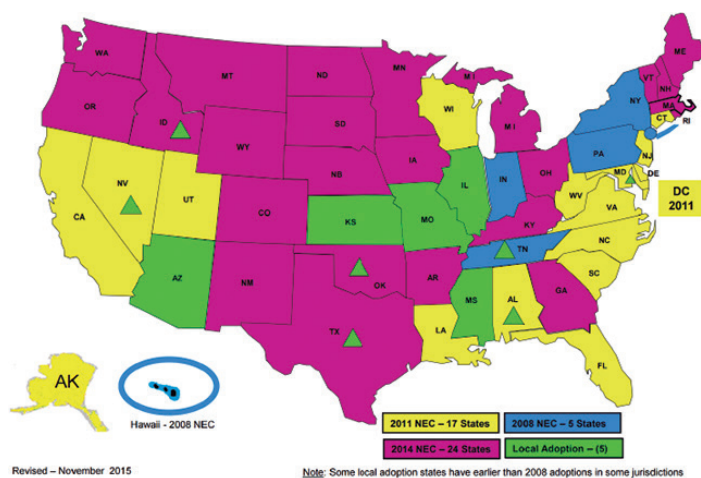 WA
MT
ND
MN
ME
VT
NH
MA
RI
CT
OR
ID
WY
SD
WI
MI
MI
NY
NB
IA
PA
NJ
NV
UT
CO
KS
MO
IL
IN
OH
WV
MD
DE
VA
DC
2011
CA
KY
AZ
NM
OK
AR
TN
NC
SC
TX
LA
MS
AL
GA
FL
AK
Hawaii - 2008 NEC
2011 NEC – 17 States
2008 NEC – 5 States
2014 NEC – 24 States
Local Adoption – (5)
Revised – November 2015
Note: Some local adoption states have earlier than 2008 adoptions in some jurisdictions